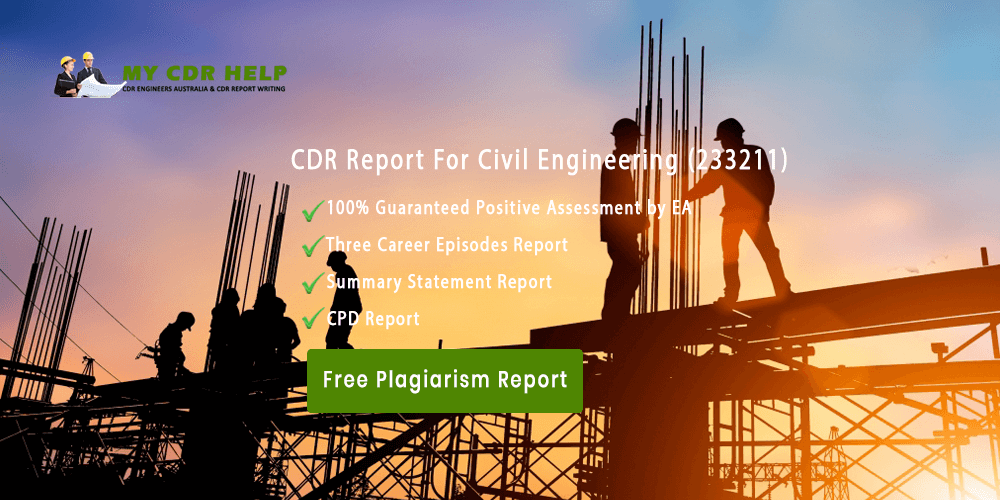 MY CDR HELP
CDR ENGINEERS AUSTRALIA & CDR REPORT WRITING
CDR Report For Civil Engineering (233211)
100% Guaranteed Positive Assessment by EA
Three Career Episodes Report
Summary Statement Report
CPD Report
Free Plagiarism Report